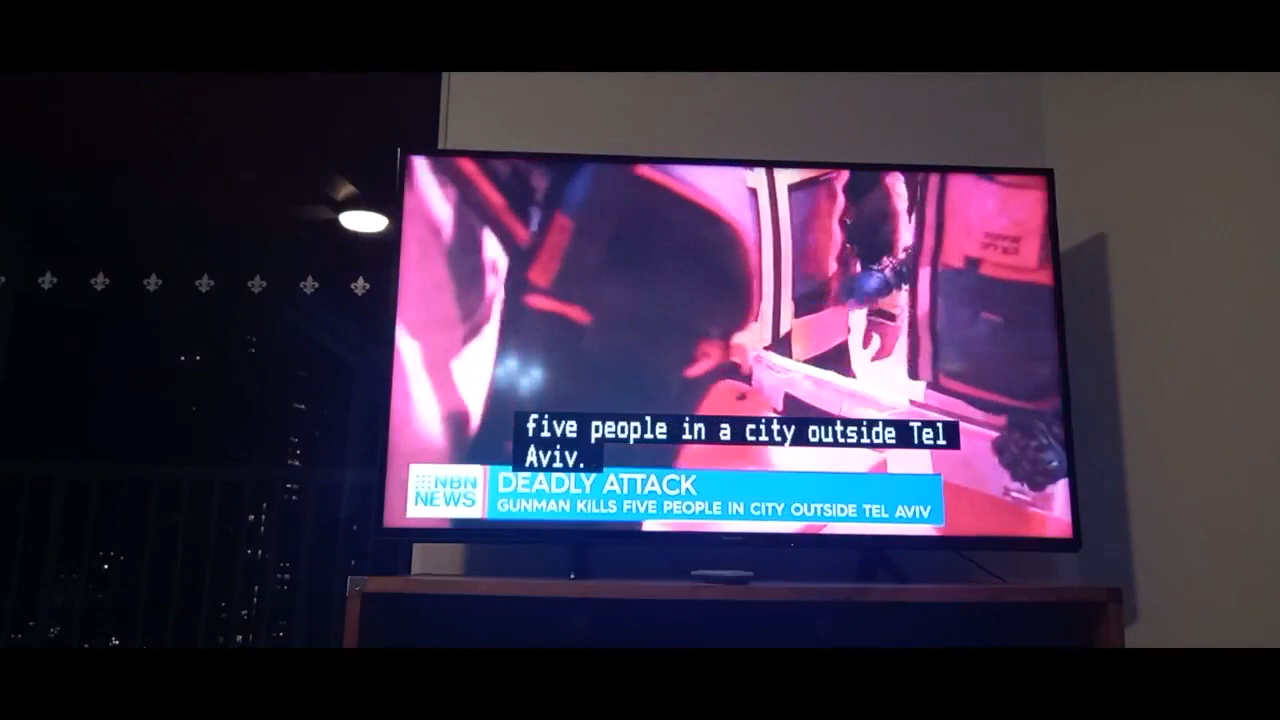 five people in a city outside Tel
Aviv.
NBN
NEWS
DEADLY ATTACK
GUNMAN KILLS FIVE PEOPLE IN CITY OUTSIDE TEL AVIV